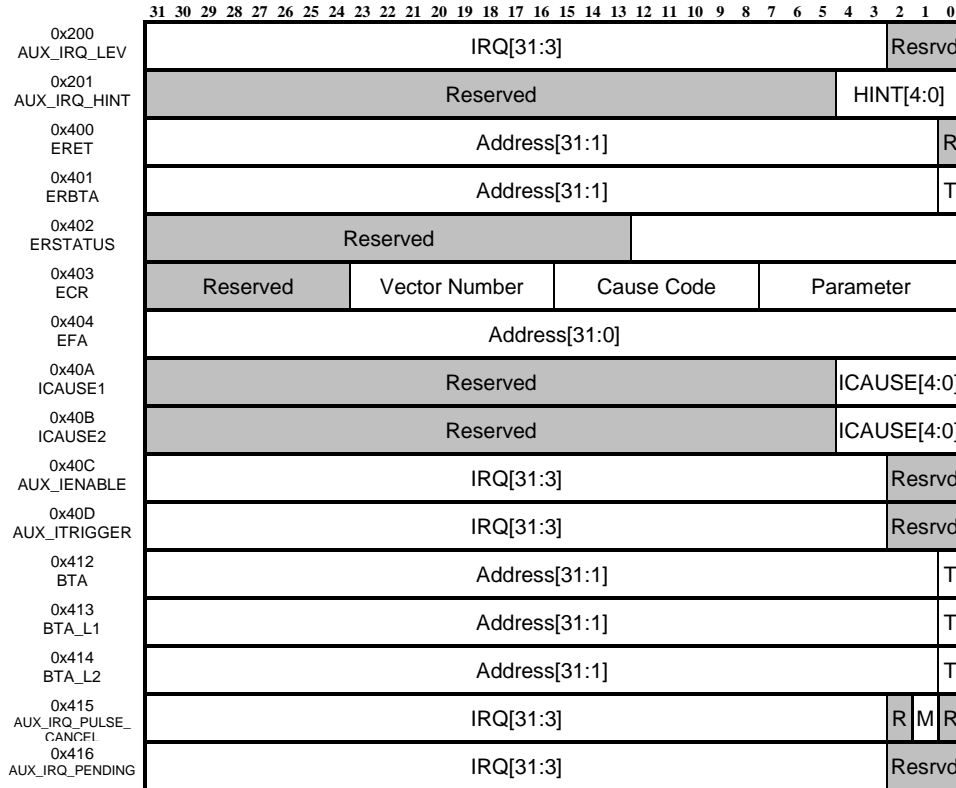 31 30 29 28 27 26 25 24 23 22 21 20 19 18 17 16 15 14 13 12 11 10 9 8 7 6 5 4 3 2 1 0
0x200
AUX_IRQ_LEV
IRQ[31:3] Resrvd
0x201
AUX_IRQ_HINT
Reserved HINT[4:0]
0x400
ERET
Address[31:1] R
0x401
ERBTA
Address[31:1] T
0x402
ERSTATUS
Reserved
0x403
ECR
Reserved Vector Number Cause Code Parameter
0x404
EFA
Address[31:0]
0x40A
ICAUSE1
Reserved ICAUSE[4:0]
0x40B
ICAUSE2
Reserved ICAUSE[4:0]
0x40C
AUX_IENABLE
IRQ[31:3] Resrvd
0x40D
AUX_ITRIGGER
IRQ[31:3] Resrvd
0x412
BTA
Address[31:1] T
0x413
BTA_L1
Address[31:1] T
0x414
BTA_L2
Address[31:1] T
0x415
AUX_IRQ_PULSE_
CANCEL
IRQ[31:3] R M R
0x416
AUX_IRQ_PENDING
IRQ[31:3] Resrvd